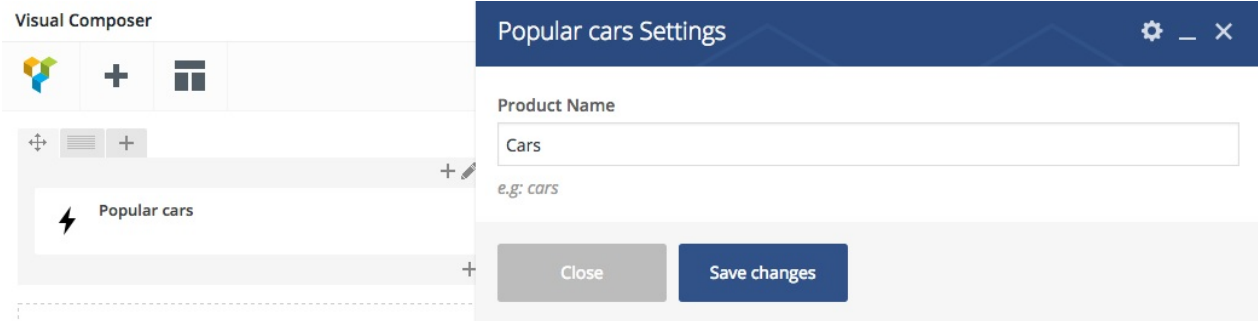 Visual Composer
Popular cars
Popular cars Settings
Product Name
Cars
e.g: cars
Close
Save changes